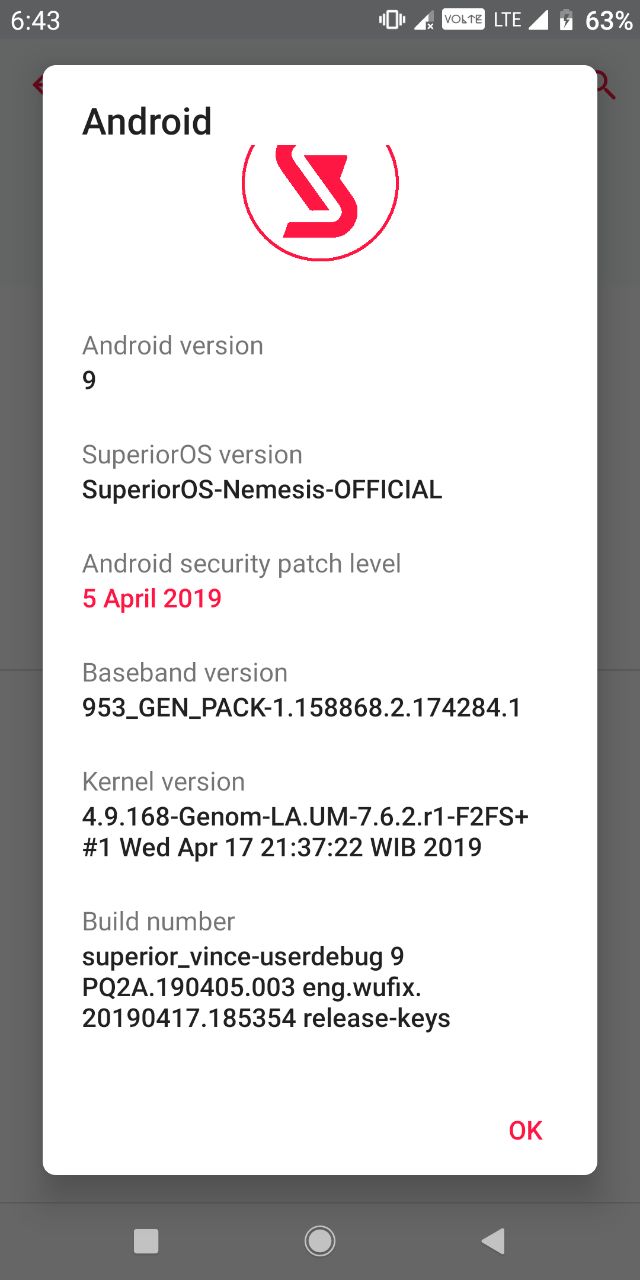 6:43 VOLTE LTE 63%
Android
Android version
9
SuperiorOS version
SuperiorOS-Nemesis-OFFICIAL
Android security patch level
5 April 2019
Baseband version
953_GEN_PACK-1.158868.2.174284.1
Kernel version
4.9.168-Genom-LA.UM-7.6.2.r1-F2FS+
#1 Wed Apr 17 21:37:22 WIB 2019
Build number
superior_vince-userdebug 9
PQ2A.190405.003 eng.wufix.
20190417.185354 release-keys
OK